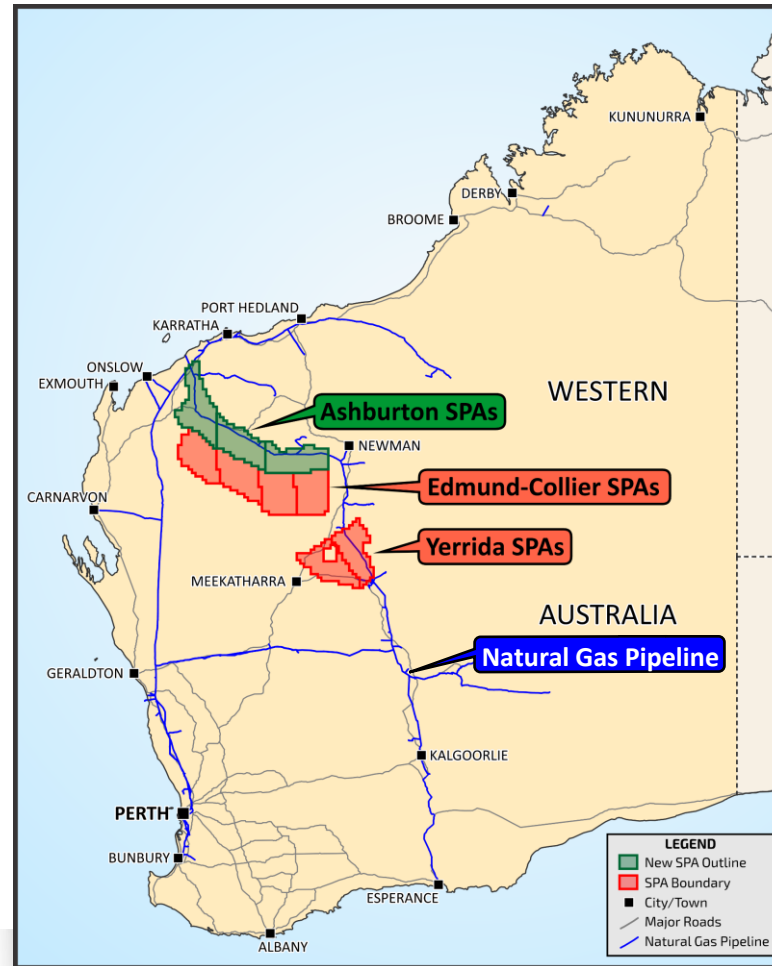 KUNUNURRA
DERBY
BROOME
PORT HEDLAND
KARRATHA
ONSLOW
EXMOUTH
WESTERN
Ashburton SPAs
NEWMAN
Edmund-Collier SPAs
CARNARVON
Yerrida SPAs
MEEKATHARRA
AUSTRALIA
Natural Gas Pipeline
GERALDTON
KALGOORLIE
PERTH
BUNBURY
ESPERANCE
ALBANY
LEGEND
New SPA Outline
SPA Boundary
City/Town
Major Roads
Natural Gas Pipeline